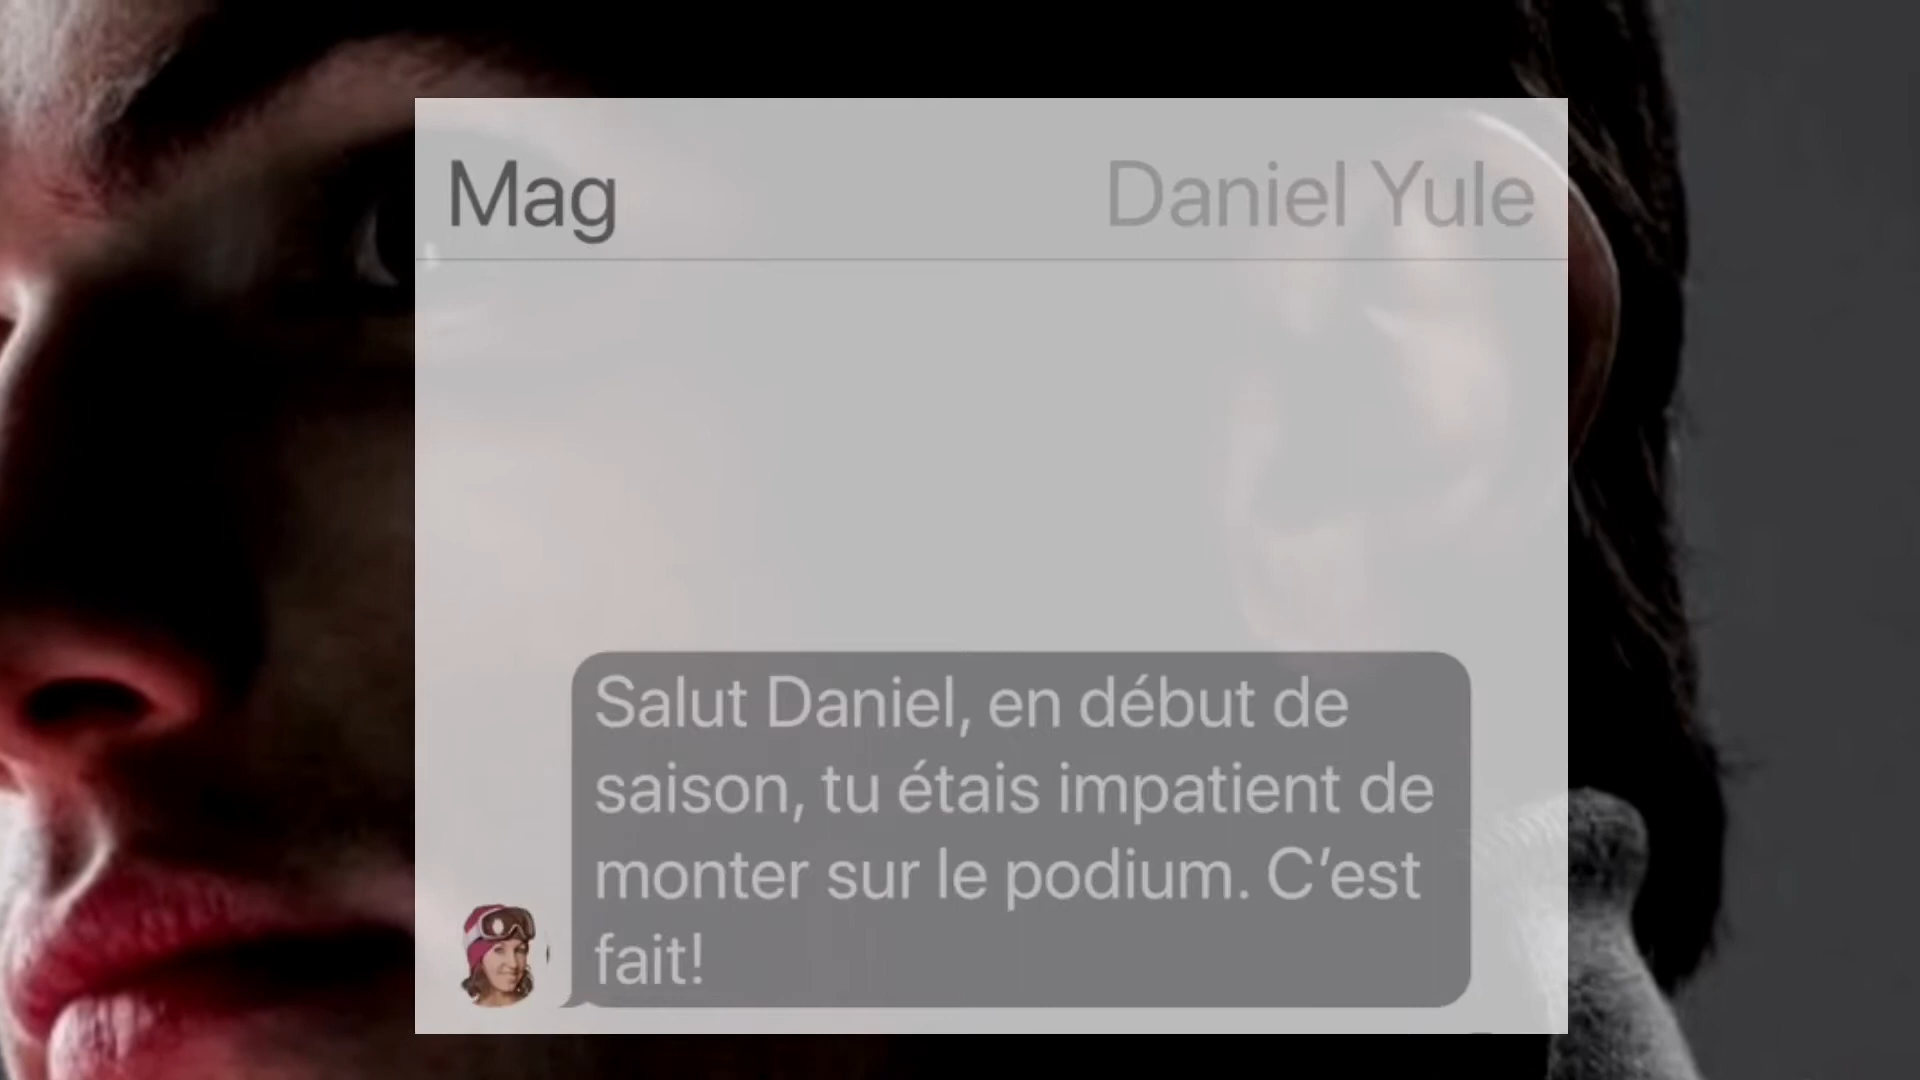 Mag Daniel Yule
Salut Daniel, en début de
saison, tu étais impatient de
monter sur le podium. C’est
fait!